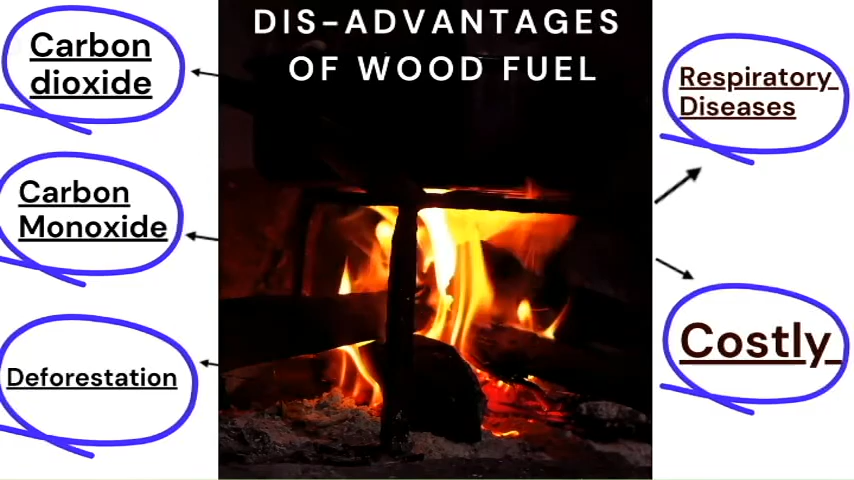 DIS-ADVANTAGES
OF WOOD FUEL
Carbon
dioxide
Carbon
Monoxide
Deforestation
Respiratory
Diseases
Costly